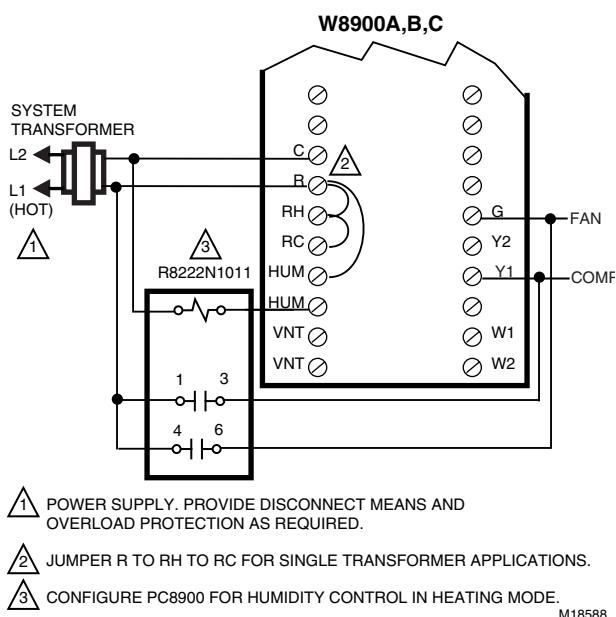 W8900A,B,C
SYSTEM
TRANSFORMER
L2
L1
(HOT)
1
C
R
2
RH
RC
HUM
HUM
VNT
VNT
G
FAN
Y2
Y1
COMP
W1
W2
3
R8222N1011
1 3
4 6
1 POWER SUPPLY. PROVIDE DISCONNECT MEANS AND
OVERLOAD PROTECTION AS REQUIRED.
2 JUMPER R TO RH TO RC FOR SINGLE TRANSFORMER APPLICATIONS.
3 CONFIGURE PC8900 FOR HUMIDITY CONTROL IN HEATING MODE.
M18588